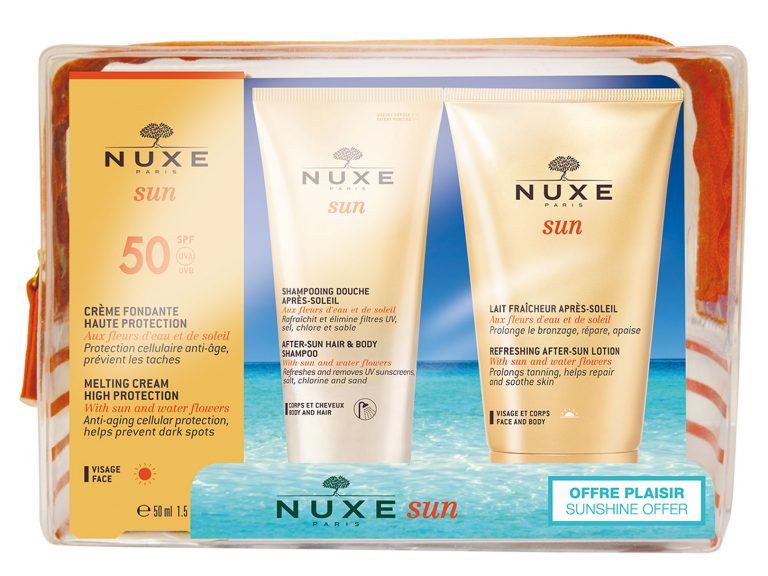 NUXE
PARIS
sun
50 SPF
UVA
UVB
CRÈME FONDANTE
HAUTE PROTECTION
Aux fleurs d'eau et de soleil
Protection cellulaire anti-âge,
prévient les taches
MELTING CREAM
HIGH PROTECTION
With sun and water flowers
Anti-aging cellular protection,
helps prevent dark spots
VISAGE
FACE
e 50 ml 1.5
NUXE
PARIS
sun
SHAMPOOING DOUCHE
APRÈS-SOLEIL
Aux fleurs d'eau et de soleil
Rafraîchit et élimine filtres UV,
sel, chlore et sable
AFTER-SUN HAIR & BODY
SHAMPOO
With sun and water flowers
Refreshes and removes UV sunscreens,
salt, chlorine and sand
CORPS ET CHEVEUX
BODY AND HAIR
NUXE
PARIS
sun
LAIT FRAÎCHEUR APRÈS-SOLEIL
Aux fleurs d'eau et de soleil
Prolonge le bronzage, répare, apaise
REFRESHING AFTER-SUN LOTION
With sun and water flowers
Prolongs tanning, helps repair
and soothe skin
VISAGE ET CORPS
FACE AND BODY
NUXE sun
PARIS
OFFRE PLAISIR
SUNSHINE OFFER